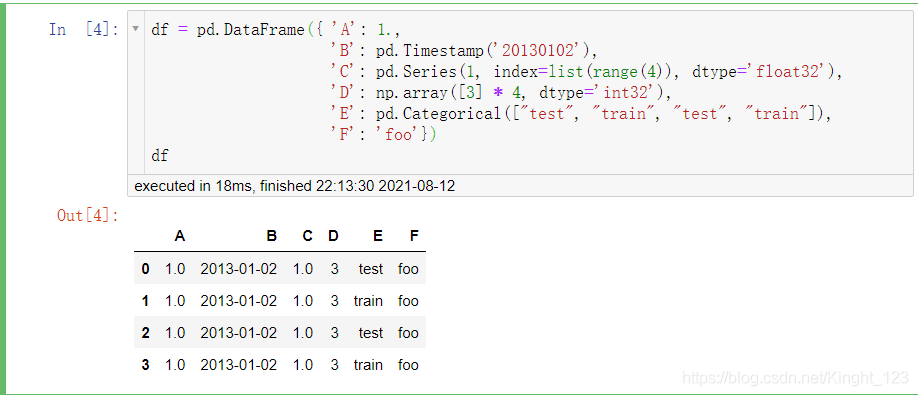 In [4]: df = pd.DataFrame({ 'A': 1.,
'B': pd.Timestamp('20130102'),
'C': pd.Series(1, index=list(range(4)), dtype='float32'),
'D': np.array([3] * 4, dtype='int32'),
'E': pd.Categorical(["test", "train", "test", "train"]),
'F': 'foo'})
df
executed in 18ms, finished 22:13:30 2021-08-12
Out[4]:
A B C D E F
0 1.0 2013-01-02 1.0 3 test foo
1 1.0 2013-01-02 1.0 3 train foo
2 1.0 2013-01-02 1.0 3 test foo
3 1.0 2013-01-02 1.0 3 train foo
https://blog.csdn.net/Kinght_123